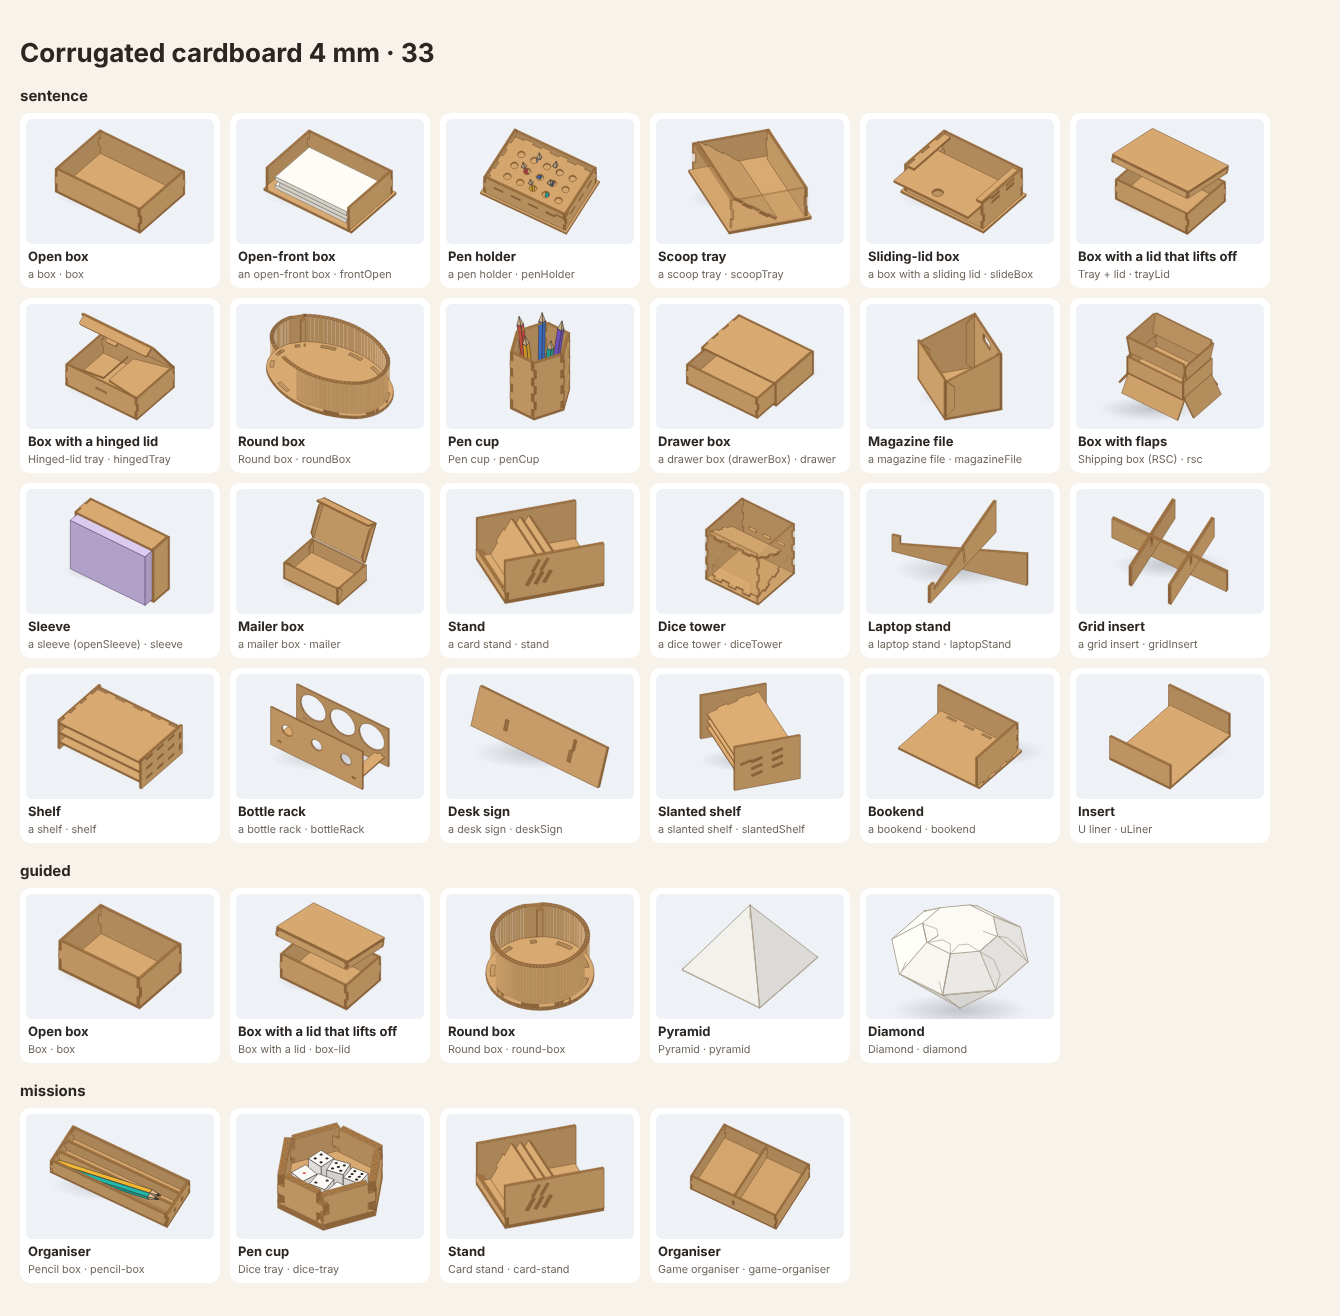 Corrugated cardboard 4 mm · 33
sentence
Open box
a box · box
Open-front box
an open-front box · frontOpen
Pen holder
a pen holder · penHolder
Scoop tray
a scoop tray · scoopTray
Sliding-lid box
a box with a sliding lid · slideBox
Box with a lid that lifts off
Tray + lid · trayLid
Box with a hinged lid
Hinged-lid tray · hingedTray
Round box
Round box · roundBox
Pen cup
Pen cup · penCup
Drawer box
a drawer box (drawerBox) · drawer
Magazine file
a magazine file · magazineFile
Box with flaps
Shipping box (RSC) · rsc
Sleeve
a sleeve (openSleeve) · sleeve
Mailer box
a mailer box · mailer
Stand
a card stand · stand
Dice tower
a dice tower · diceTower
Laptop stand
a laptop stand · laptopStand
Grid insert
a grid insert · gridInsert
Shelf
a shelf · shelf
Bottle rack
a bottle rack · bottleRack
Desk sign
a desk sign · deskSign
Slanted shelf
a slanted shelf · slantedShelf
Bookend
a bookend · bookend
Insert
U liner · uLiner
guided
Open box
Box · box
Box with a lid that lifts off
Box with a lid · box-lid
Round box
Round box · round-box
Pyramid
Pyramid · pyramid
Diamond
Diamond · diamond
missions
Organiser
Pencil box · pencil-box
Pen cup
Dice tray · dice-tray
Stand
Card stand · card-stand
Organiser
Game organiser · game-organiser